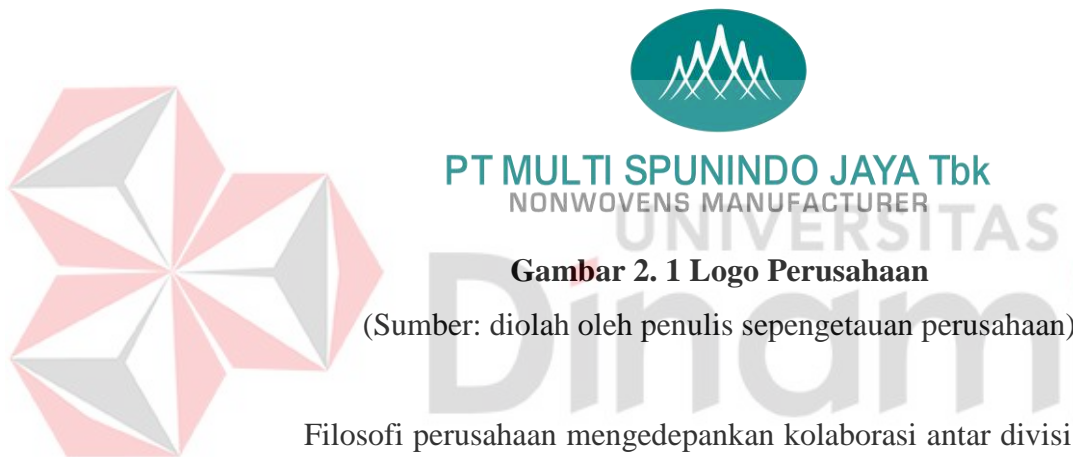 PT MULTI SPUNINDO JAYA Tbk
NONWOVENS MANUFACTURER
UNIVERSITAS
Dinam
Gambar 2. 1 Logo Perusahaan
(Sumber: diolah oleh penulis sepengetauan perusahaan)
Filosofi perusahaan mengedepankan kolaborasi antar divisi